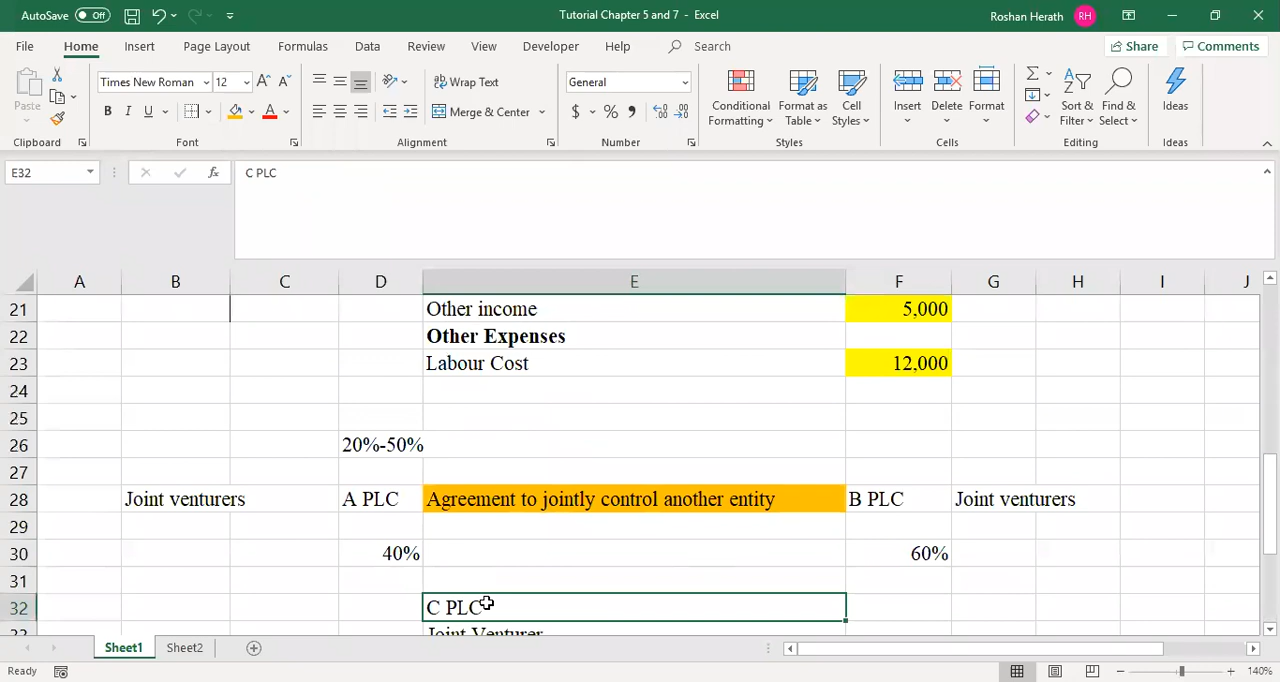 AutoSave Off Tutorial Chapter 5 and 7 - Excel Roshan Herath RH
File Home Insert Page Layout Formulas Data Review View Developer Help Search Share Comments
Paste
Times New Roman 12
B I U
Wrap Text
Merge & Center
General
$ % 9
Conditional Formatting
Format as Table
Cell Styles
Insert
Delete
Format
Sort & Filter
Find & Select
Ideas
Clipboard Font Alignment Number Styles Cells Editing Ideas
E32 fx C PLC
A B C D E F G H I J
21 Other income 5,000
22 Other Expenses
23 Labour Cost 12,000
24
25
26 20%-50%
27
28 Joint venturers A PLC Agreement to jointly control another entity B PLC Joint venturers
29
30 40% 60%
31
32 C PLC
33 Joint Venturer
Sheet1 Sheet2
Ready 140%